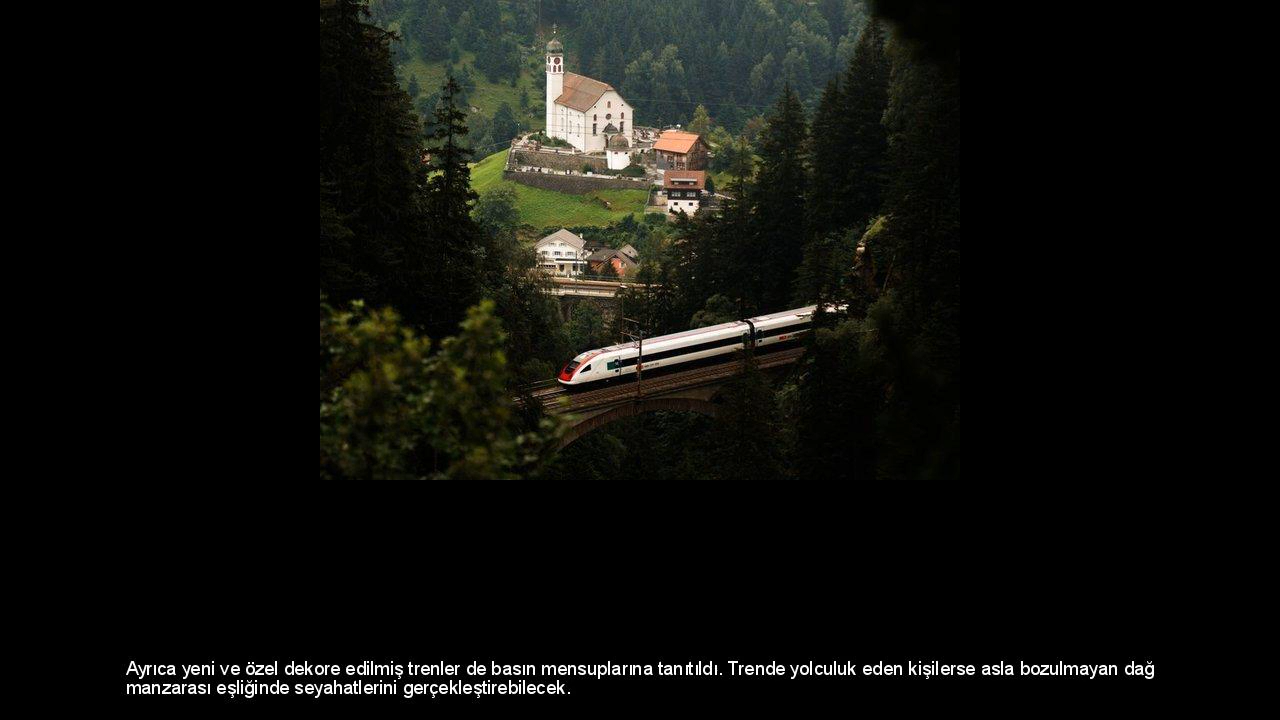 Ayrıca yeni ve özel dekore edilmiş trenler de basın mensuplarına tanıtıldı. Trende yolculuk eden kişilerse asla bozulmayan dağ
manzarası eşliğinde seyahatlerini gerçekleştirebilecek.